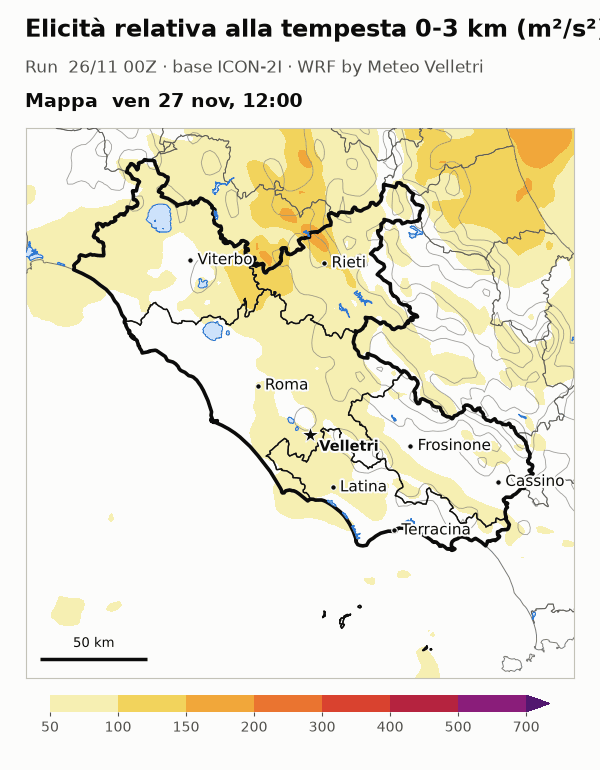 Elicità relativa alla tempesta 0-3 km (m²/s²)
Run 26/11 00Z · base ICON-2I · WRF by Meteo Velletri
Mappa ven 27 nov, 12:00
Viterbo
Rieti
Roma
Velletri
Frosinone
Cassino
Latina
Terracina
50 km
50 100 150 200 300 400 500 700